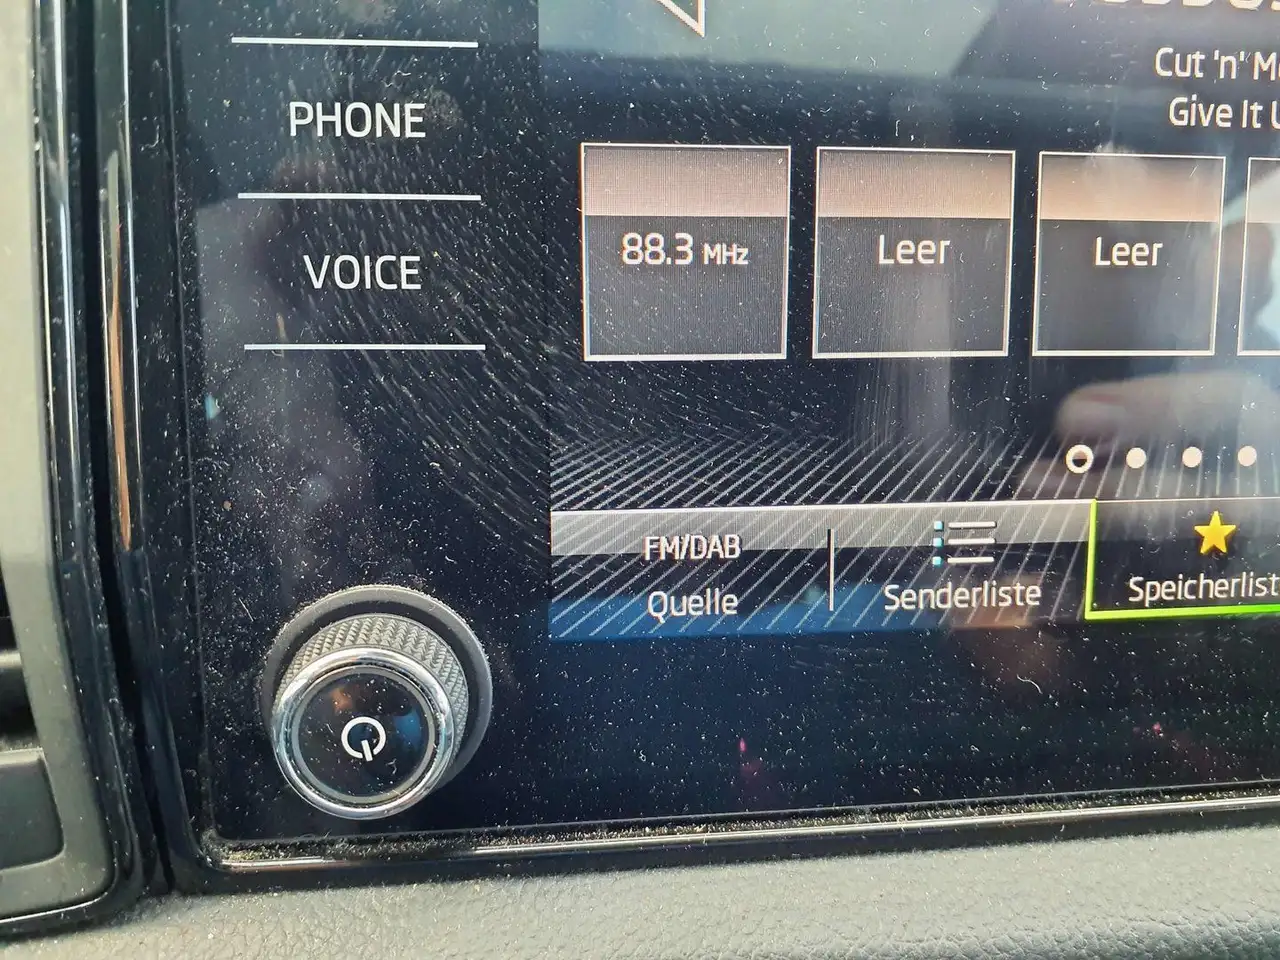 Cut 'n' M
Give It U
PHONE
VOICE
88.3 MHz
Leer
Leer
FM/DAB
Quelle
Senderliste
Speicherlist